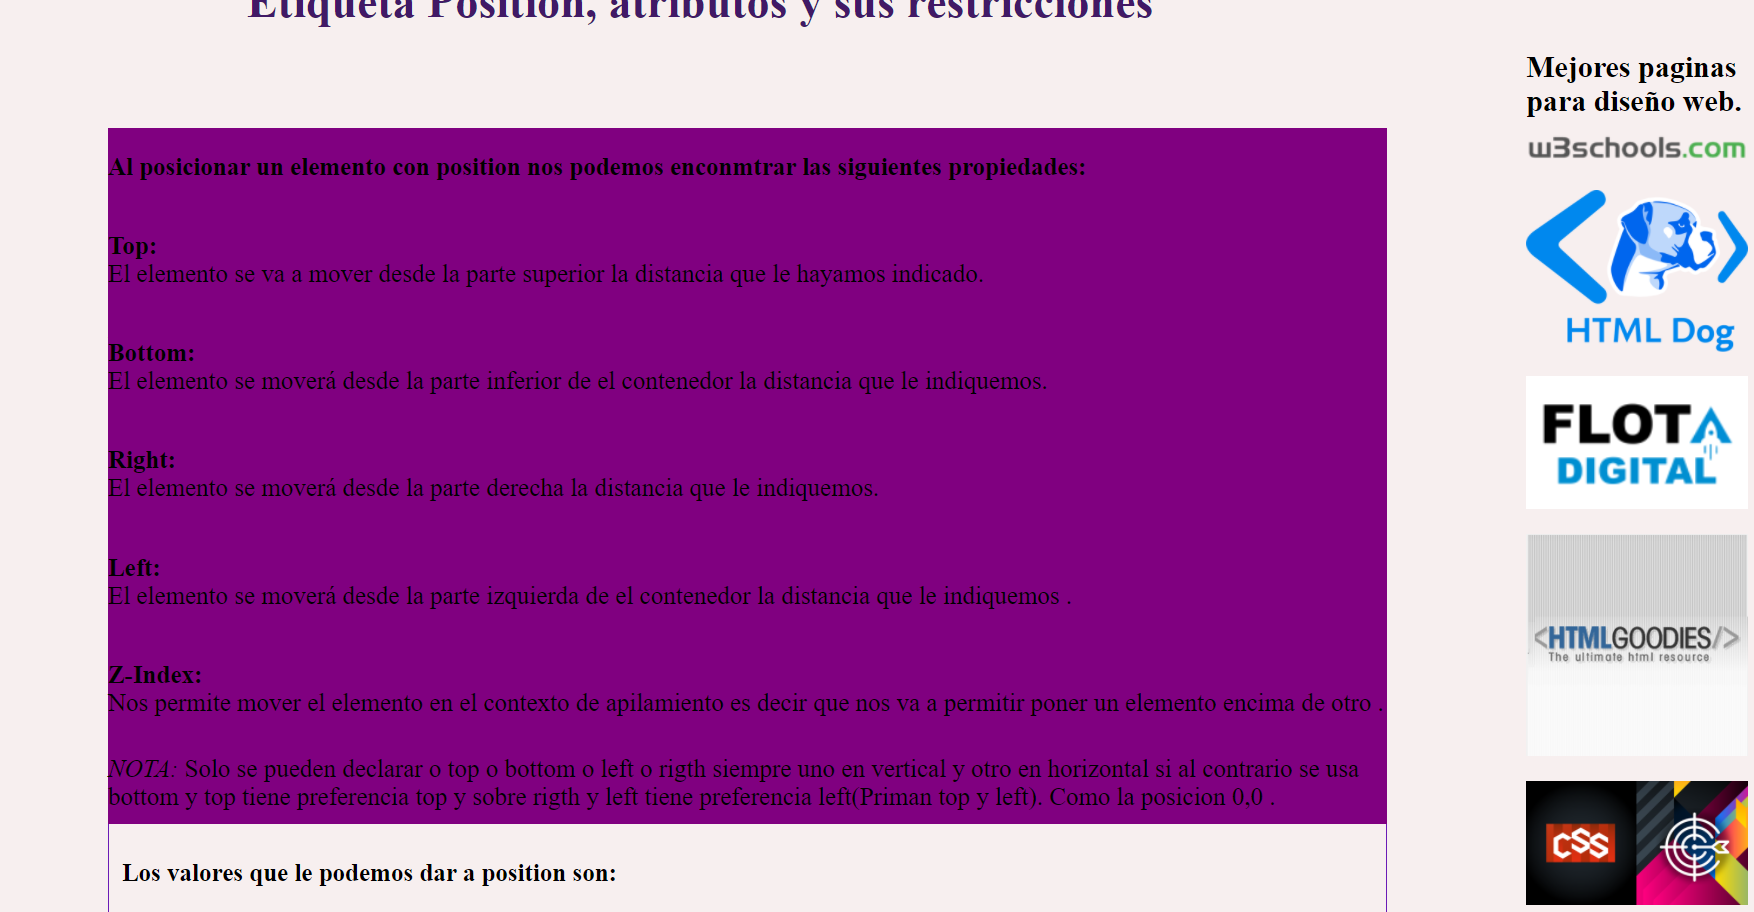 Etiqueta Position, atributos y sus restricciones
Al posicionar un elemento con position nos podemos enconmtrar las siguientes propiedades:
Top:
El elemento se va a mover desde la parte superior la distancia que le hayamos indicado.
Bottom:
El elemento se moverá desde la parte inferior de el contenedor la distancia que le indiquemos.
Right:
El elemento se moverá desde la parte derecha la distancia que le indiquemos.
Left:
El elemento se moverá desde la parte izquierda de el contenedor la distancia que le indiquemos .
Z-Index:
Nos permite mover el elemento en el contexto de apilamiento es decir que nos va a permitir poner un elemento encima de otro .
NOTA: Solo se pueden declarar o top o bottom o left o rigth siempre uno en vertical y otro en horizontal si al contrario se usa
bottom y top tiene preferencia top y sobre rigth y left tiene preferencia left(Priman top y left). Como la posicion 0,0 .
Los valores que le podemos dar a position son:
Mejores paginas
para diseño web.
w3schools.com
HTML Dog
FLOTA
DIGITAL
<HTMLGOODIES/>
The ultimate html resource
CSS